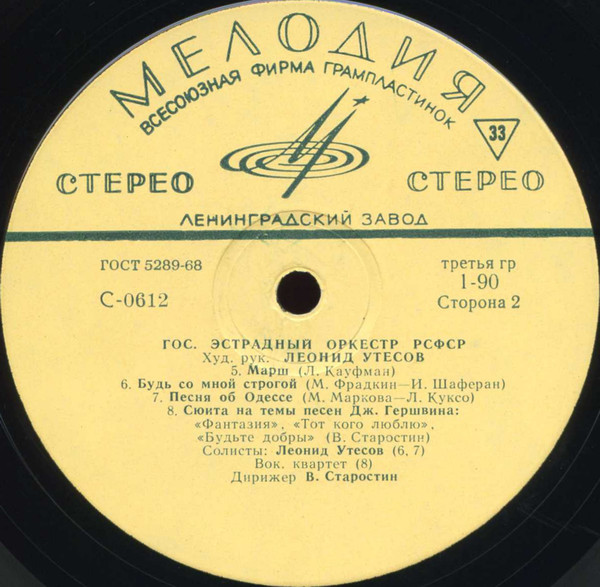 МЕЛОДИЯ
ВСЕСОЮЗНАЯ ФИРМА ГРАМПЛАСТИНОК
33
СТЕРЕО СТЕРЕО
ЛЕНИНГРАДСКИЙ ЗАВОД
ГОСТ 5289-68
С-0612
третья гр
1-90
Сторона 2
ГОС. ЭСТРАДНЫЙ ОРКЕСТР РСФСР
Худ. рук. ЛЕОНИД УТЕСОВ
5. Марш (Л. Кауфман)
6. Будь со мной строгой (М. Фрадкин—И. Шаферан)
7. Песня об Одессе (М. Маркова—Л. Куксо)
8. Сюита на темы песен Дж. Гершвина:
«Фантазия», «Тот кого люблю»,
«Будьте добры» (В. Старостин)
Солисты: Леонид Утесов (6, 7)
Вок. квартет (8)
Дирижер В. Старостин